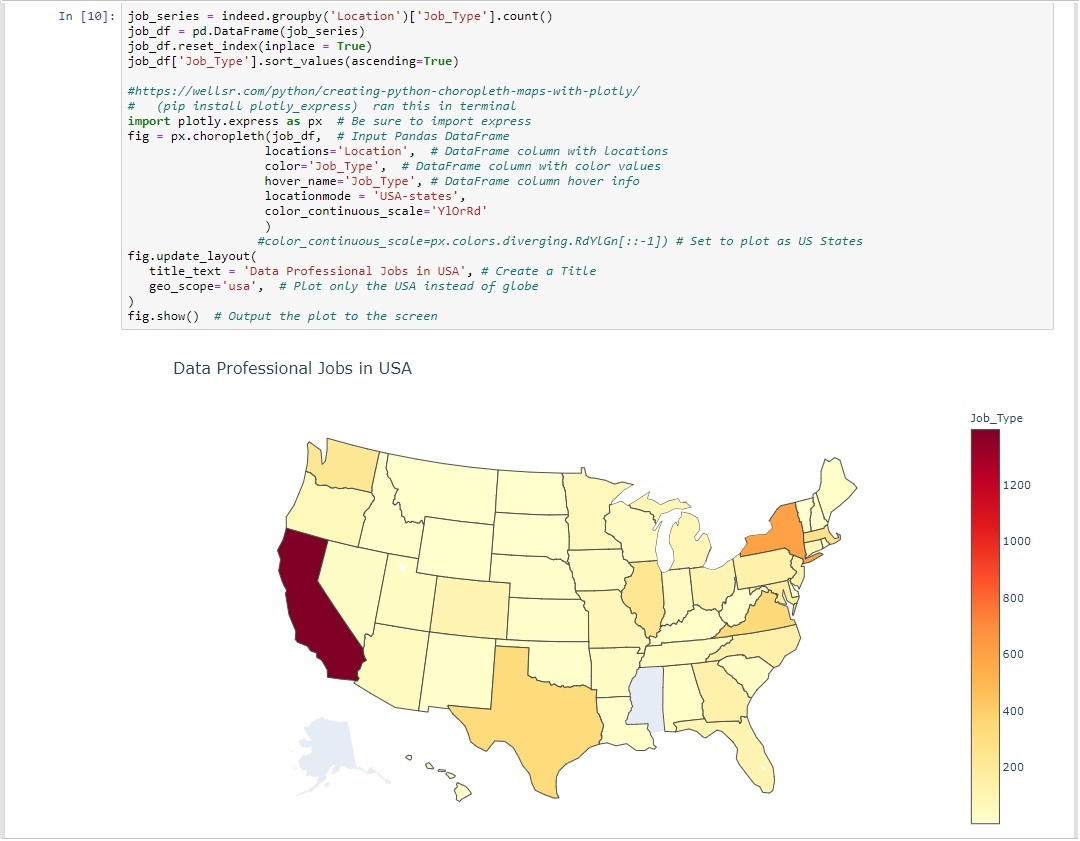 In [10]: job_series = indeed.groupby('Location')['Job_Type'].count()
job_df = pd.DataFrame(job_series)
job_df.reset_index(inplace = True)
job_df['Job_Type'].sort_values(ascending=True)
#https://wellsr.com/python/creating-python-choropleth-maps-with-plotly/
#   (pip install plotly_express)  ran this in terminal
import plotly.express as px  # Be sure to import express
fig = px.choropleth(job_df,  # Input Pandas DataFrame
                   locations='Location',  # DataFrame column with locations
                   color='Job_Type',  # DataFrame column with color values
                   hover_name='Job_Type', # DataFrame column hover info
                   locationmode = 'USA-states',
                   color_continuous_scale='YlOrRd'
                   )
                  #color_continuous_scale=px.colors.diverging.RdYlGn[::-1]) # Set to plot as US States
fig.update_layout(
   title_text = 'Data Professional Jobs in USA', # Create a Title
   geo_scope='usa',  # Plot only the USA instead of globe
)
fig.show()  # Output the plot to the screen
Data Professional Jobs in USA
Job_Type
1200
1000
800
600
400
200